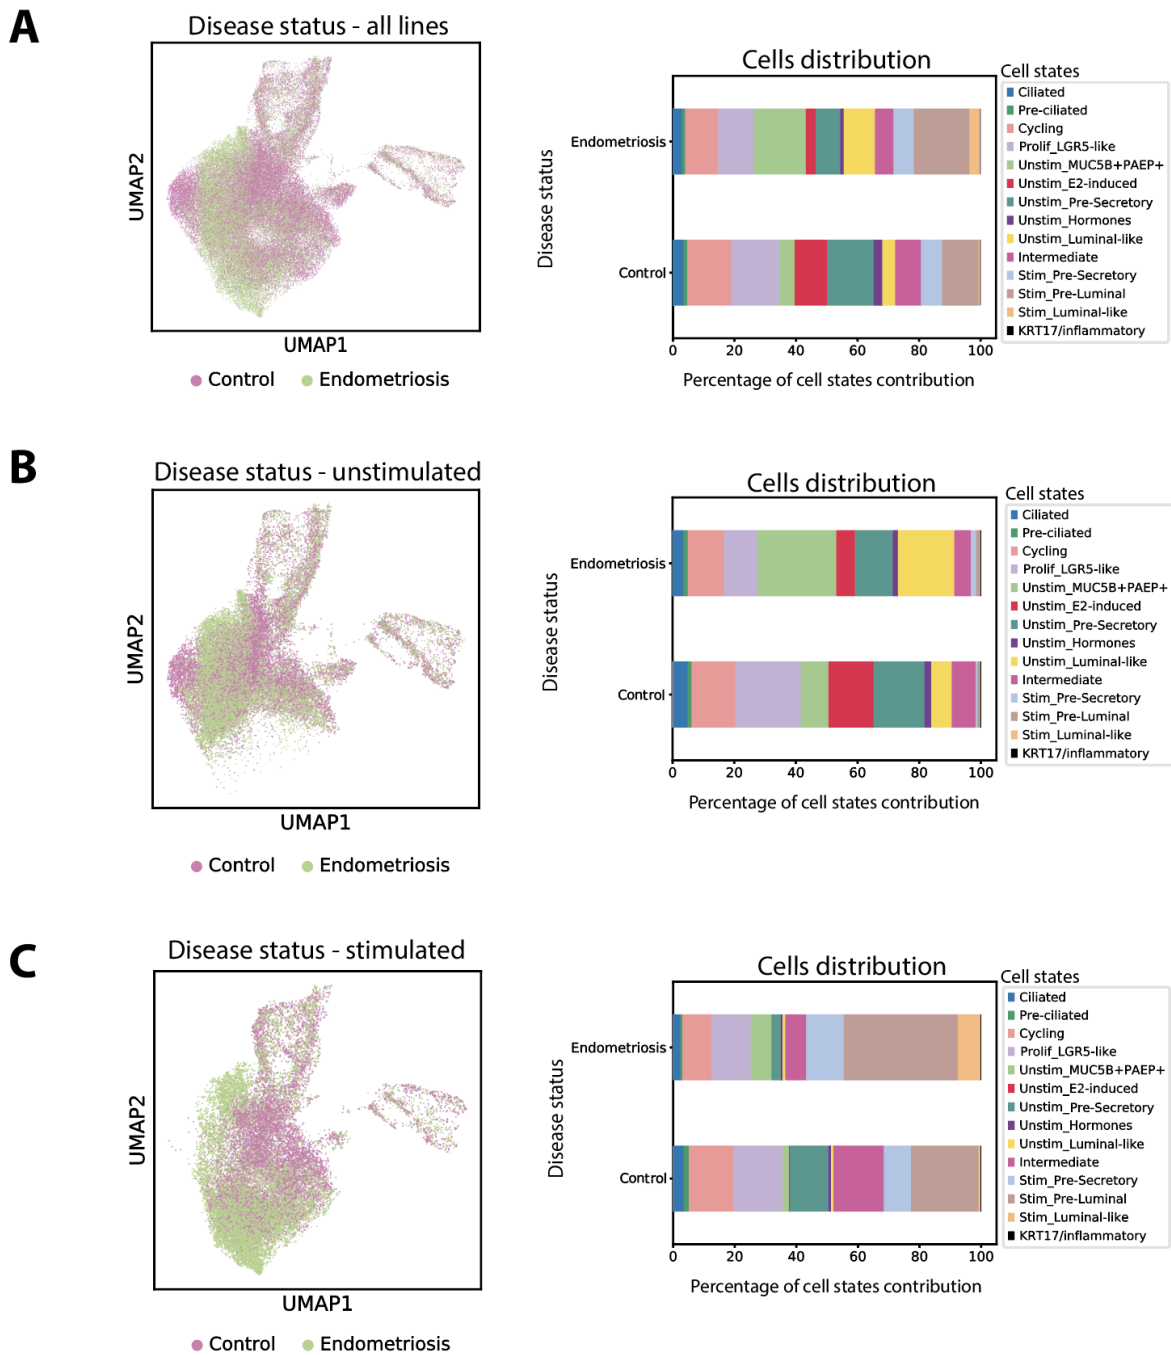 A
Disease status - all lines
UMAP2
UMAP1
Control
Endometriosis
Cells distribution
Disease status
Endometriosis
Control
0 20 40 60 80 100
Percentage of cell states contribution
Cell states
Ciliated
Pre-ciliated
Cycling
Prolif_LGR5-like
Unstim_MUC5B+PAEP+
Unstim_E2-induced
Unstim_Pre-Secretory
Unstim_Hormones
Unstim_Luminal-like
Intermediate
Stim_Pre-Secretory
Stim_Pre-Luminal
Stim_Luminal-like
KRT17/inflammatory
B
Disease status - unstimulated
UMAP2
UMAP1
Control
Endometriosis
Cells distribution
Disease status
Endometriosis
Control
0 20 40 60 80 100
Percentage of cell states contribution
Cell states
Ciliated
Pre-ciliated
Cycling
Prolif_LGR5-like
Unstim_MUC5B+PAEP+
Unstim_E2-induced
Unstim_Pre-Secretory
Unstim_Hormones
Unstim_Luminal-like
Intermediate
Stim_Pre-Secretory
Stim_Pre-Luminal
Stim_Luminal-like
KRT17/inflammatory
C
Disease status - stimulated
UMAP2
UMAP1
Control
Endometriosis
Cells distribution
Disease status
Endometriosis
Control
0 20 40 60 80 100
Percentage of cell states contribution
Cell states
Ciliated
Pre-ciliated
Cycling
Prolif_LGR5-like
Unstim_MUC5B+PAEP+
Unstim_E2-induced
Unstim_Pre-Secretory
Unstim_Hormones
Unstim_Luminal-like
Intermediate
Stim_Pre-Secretory
Stim_Pre-Luminal
Stim_Luminal-like
KRT17/inflammatory